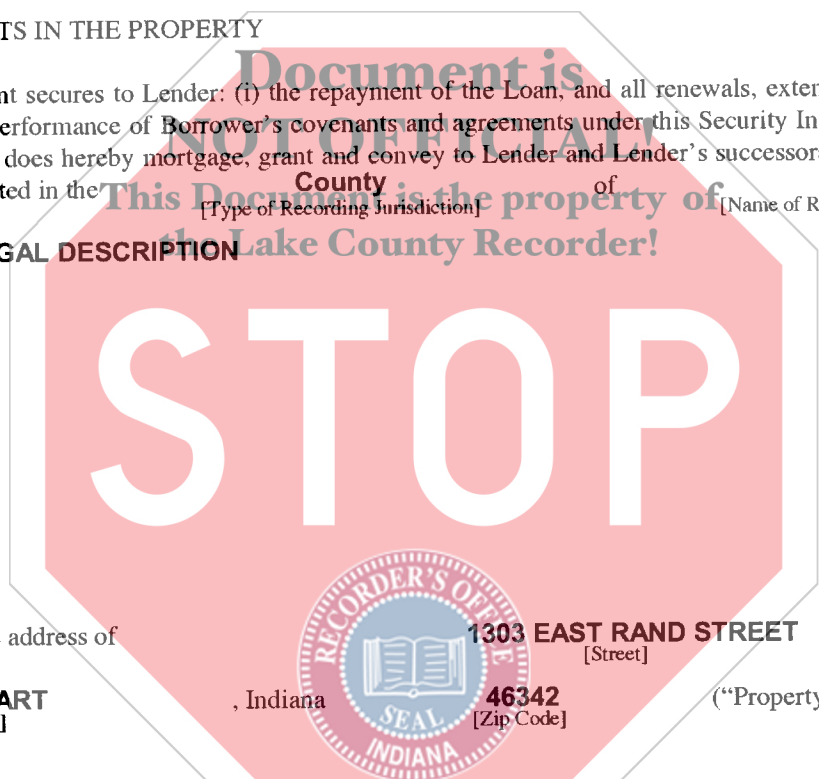 TS IN THE PROPERTY
Document is
nt secures to Lender: (i) the repayment of the Loan, and all renewals, exten
NOT OFFICIAL!
erformance of Borrower's covenants and agreements under this Security In
does hereby mortgage, grant and convey to Lender and Lender's successors
ted in the County of
This Document is the property of
[Type of Recording Jurisdiction] [Name of R
GAL DESCRIPTION
the Lake County Recorder!
STOP
RECORDER'S OFFICE
address of 1303 EAST RAND STREET
[Street]
ART , Indiana 46342 ("Property
] [Zip Code]
SEAL
INDIANA